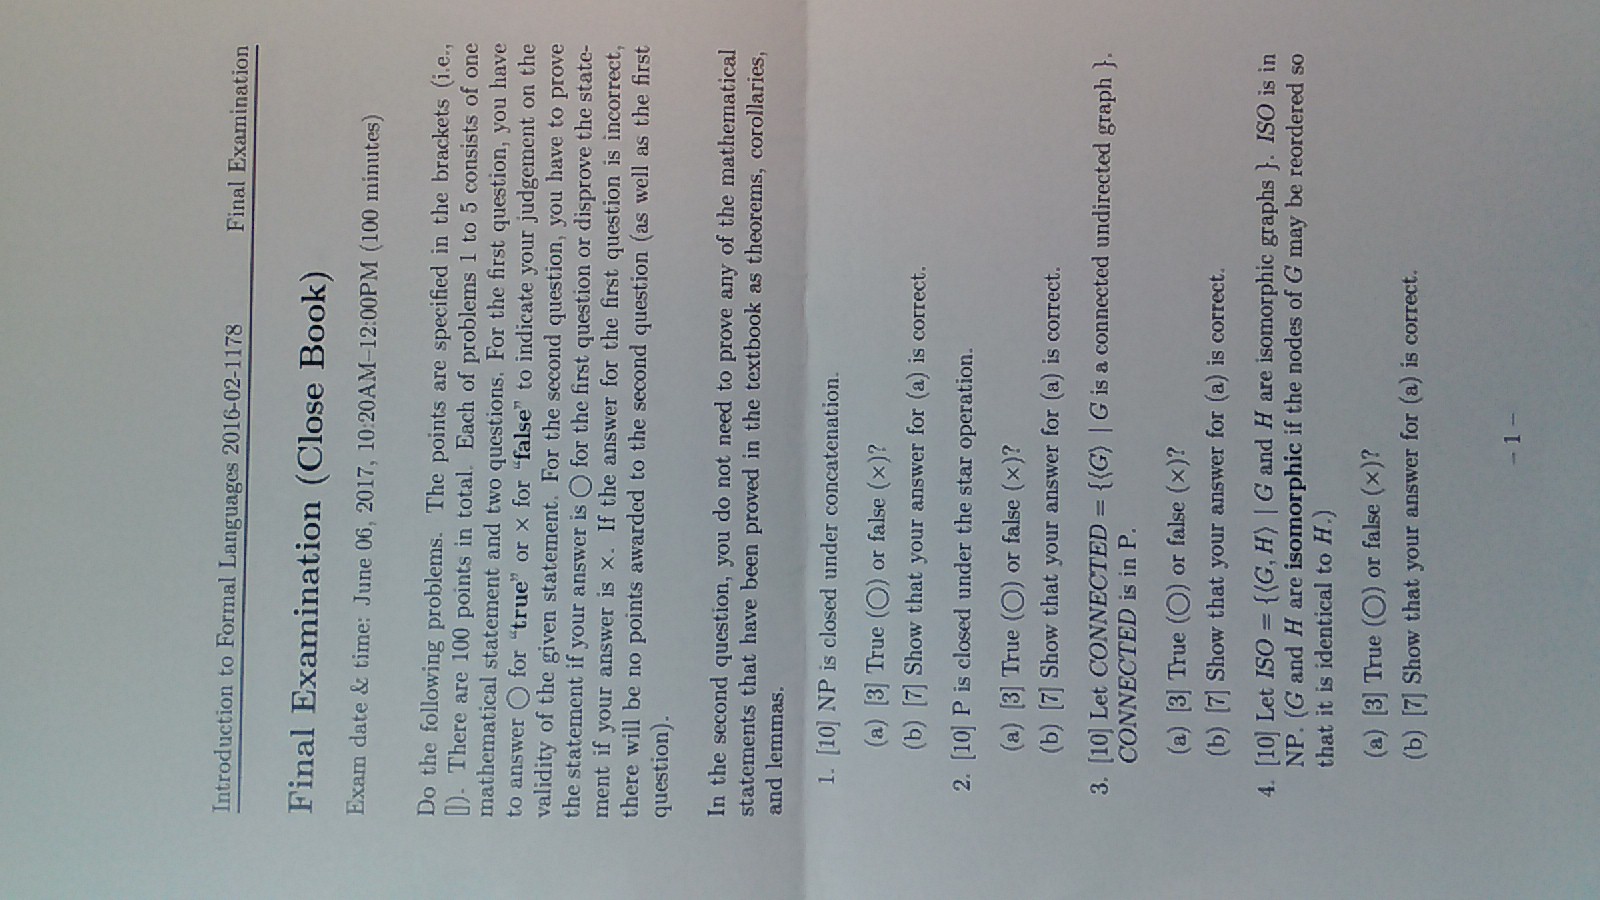 Introduction to Formal Languages 2016-02-1178 Final Examination
Final Examination (Close Book)
Exam date & time: June 06, 2017, 10:20AM–12:00PM (100 minutes)
Do the following problems. The points are specified in the brackets (i.e.,
[]). There are 100 points in total. Each of problems 1 to 5 consists of one
mathematical statement and two questions. For the first question, you have
to answer ◯ for “true” or × for “false” to indicate your judgement on the
validity of the given statement. For the second question, you have to prove
the statement if your answer is ◯ for the first question or disprove the state-
ment if your answer is ×. If the answer for the first question is incorrect,
there will be no points awarded to the second question (as well as the first
question).
In the second question, you do not need to prove any of the mathematical
statements that have been proved in the textbook as theorems, corollaries,
and lemmas.
1. [10] NP is closed under concatenation.
(a) [3] True (◯) or false (×)?
(b) [7] Show that your answer for (a) is correct.
2. [10] P is closed under the star operation.
(a) [3] True (◯) or false (×)?
(b) [7] Show that your answer for (a) is correct.
3. [10] Let CONNECTED = {⟨G⟩ | G is a connected undirected graph }.
CONNECTED is in P.
(a) [3] True (◯) or false (×)?
(b) [7] Show that your answer for (a) is correct.
4. [10] Let ISO = {⟨G, H⟩ | G and H are isomorphic graphs }. ISO is in
NP. (G and H are isomorphic if the nodes of G may be reordered so
that it is identical to H.)
(a) [3] True (◯) or false (×)?
(b) [7] Show that your answer for (a) is correct.
– 1 –